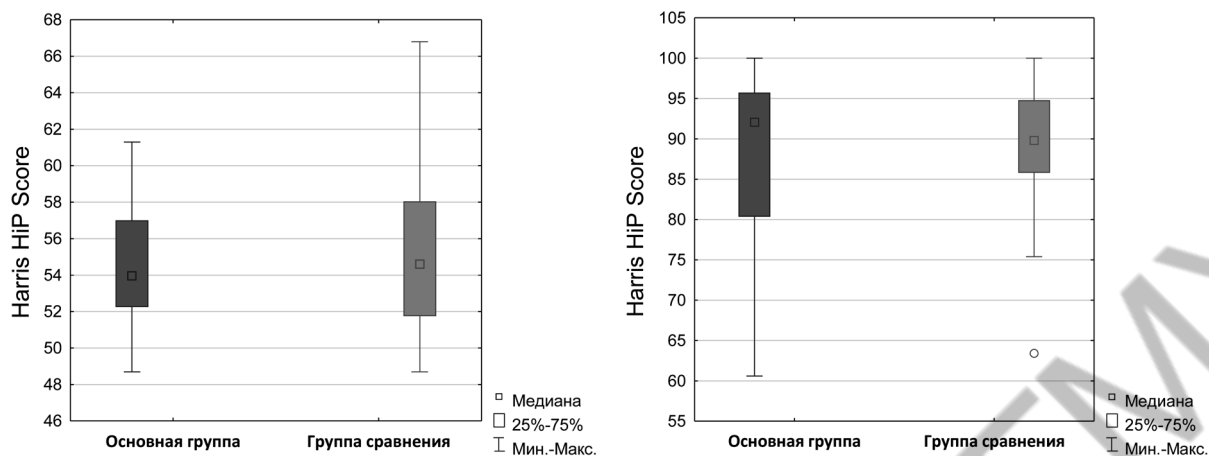 Harris HiP Score
68
66
64
62
60
58
56
54
52
50
48
46
Основная группа
Группа сравнения
Медиана
25%-75%
Мин.-Макс.
Harris HiP Score
105
100
95
90
85
80
75
70
65
60
55
Основная группа
Группа сравнения
Медиана
25%-75%
Мин.-Макс.